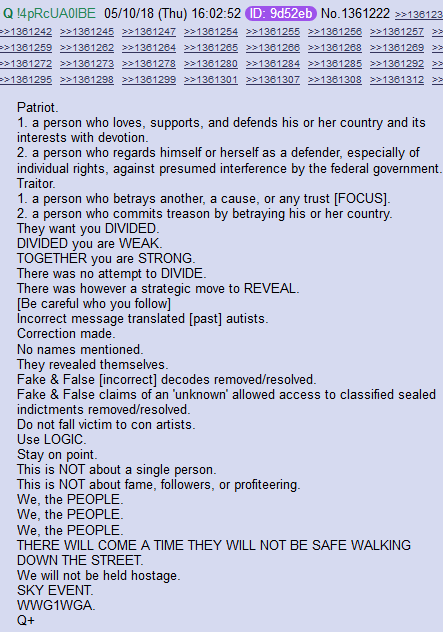 Q !4pRcUA0lBE 05/10/18 (Thu) 16:02:52 ID: 9d52eb No.1361222 >>136123
>>1361242 >>1361245 >>1361247 >>1361254 >>1361255 >>1361256 >>1361257
>>1361259 >>1361262 >>1361264 >>1361265 >>1361266 >>1361268 >>1361269
>>1361273 >>1361278 >>1361280 >>1361284 >>1361285 >>1361292
>>1361295 >>1361298 >>1361299 >>1361301 >>1361307 >>1361308 >>1361312
Patriot.
1. a person who loves, supports, and defends his or her country and its
interests with devotion.
2. a person who regards himself or herself as a defender, especially of
individual rights, against presumed interference by the federal government.
Traitor.
1. a person who betrays another, a cause, or any trust [FOCUS].
2. a person who commits treason by betraying his or her country.
They want you DIVIDED.
DIVIDED you are WEAK.
TOGETHER you are STRONG.
There was no attempt to DIVIDE.
There was however a strategic move to REVEAL.
[Be careful who you follow]
Incorrect message translated [past] autists.
Correction made.
No names mentioned.
They revealed themselves.
Fake & False [incorrect] decodes removed/resolved.
Fake & False claims of an 'unknown' allowed access to classified sealed
indictments removed/resolved.
Do not fall victim to con artists.
Use LOGIC.
Stay on point.
This is NOT about a single person.
This is NOT about fame, followers, or profiteering.
We, the PEOPLE.
We, the PEOPLE.
We, the PEOPLE.
THERE WILL COME A TIME THEY WILL NOT BE SAFE WALKING
DOWN THE STREET.
We will not be held hostage.
SKY EVENT.
WWG1WGA.
Q+